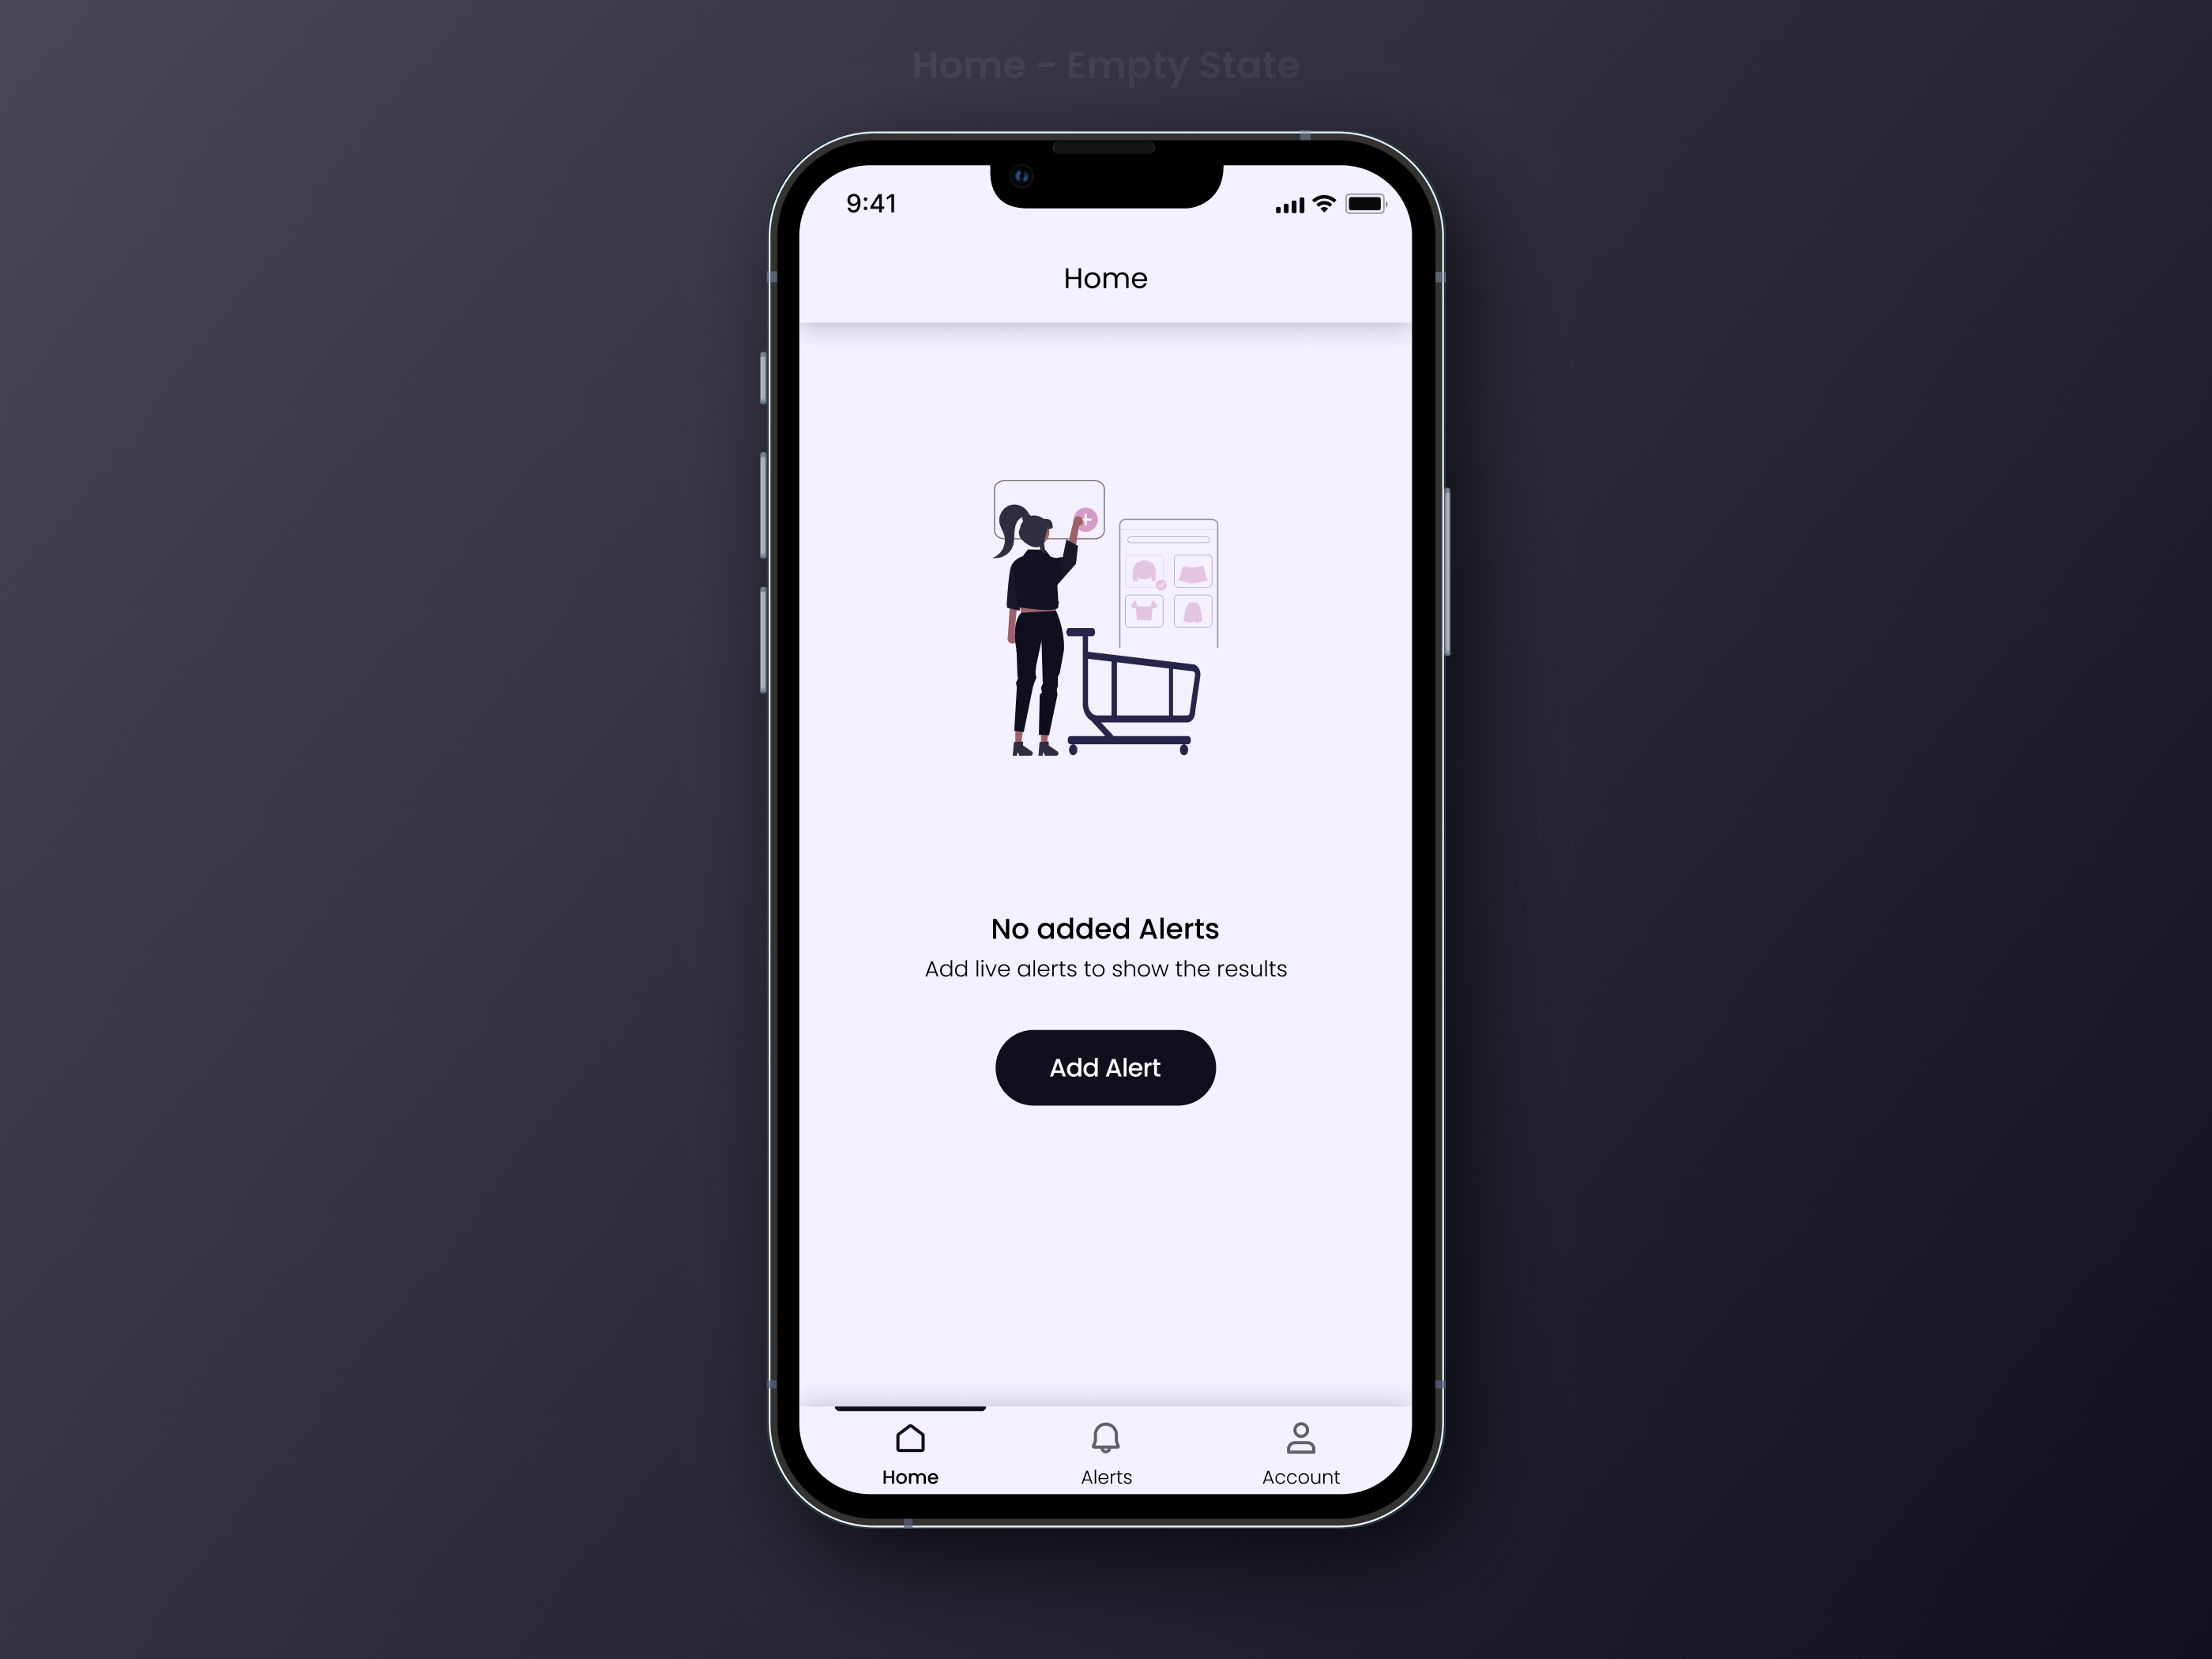 Home - Empty State
9:41
Home
No added Alerts
Add live alerts to show the results
Add Alert
Home
Alerts
Account